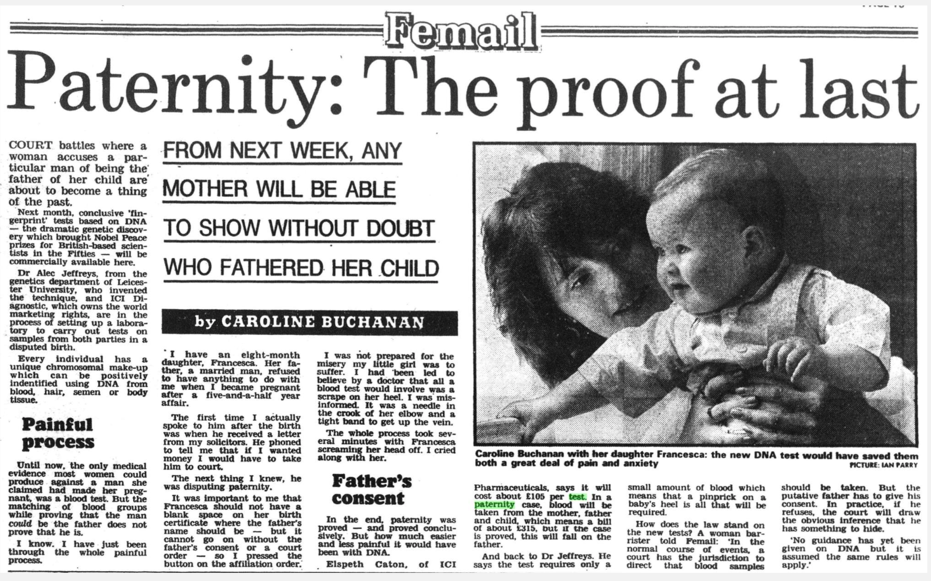 Femail
Paternity: The proof at last
COURT battles where a
woman accuses a par-
ticular man of being the
father of her child are
about to become a thing
of the past.
Next month, conclusive 'fin-
gerprint' tests based on DNA
— the dramatic genetic discov-
ery which brought Nobel Peace
prizes for British-based scien-
tists in the Fifties — will be
commercially available here.
Dr Alec Jeffreys, from the
genetics department of Leices-
ter University, who invented
the technique, and ICI Di-
agnostic, which owns the world
marketing rights, are in the
process of setting up a labora-
tory to carry out tests on
samples from both parties in a
disputed birth.
Every individual has a
unique chromosomal make-up
which can be positively
indentified using DNA from
blood, hair, semen or body
tissue.
Painful
process
Until now, the only medical
evidence most women could
produce against a man she
claimed had made her preg-
nant, was a blood test. But the
matching of blood groups
while proving that the man
could be the father does not
prove that he is.
I know. I have just been
through the whole painful
process.
FROM NEXT WEEK, ANY
MOTHER WILL BE ABLE
TO SHOW WITHOUT DOUBT
WHO FATHERED HER CHILD
by CAROLINE BUCHANAN
I have an eight-month
daughter, Francesca. Her fa-
ther, a married man, refused
to have anything to do with
me when I became pregnant
after a five-and-a-half year
affair.
The first time I actually
spoke to him after the birth
was when he received a letter
from my solicitors. He phoned
to tell me that if I wanted
money I would have to take
him to court.
The next thing I knew, he
was disputing paternity.
It was important to me that
Francesca should not have a
blank space on her birth
certificate where the father's
name should be — but it
cannot go on without the
father's consent or a court
order — so I pressed the
button on the affiliation order.
I was not prepared for the
misery my little girl was to
suffer. I had been led to
believe by a doctor that all a
blood test would involve was a
scrape on her heel. I was mis-
informed. It was a needle in
the crook of her elbow and a
tight band to get up the vein.
The whole process took sev-
eral minutes with Francesca
screaming her head off. I cried
along with her.
Father's
consent
In the end, paternity was
proved — and proved conclu-
sively. But how much easier
and less painful it would have
been with DNA.
Elspeth Caton, of ICI
Caroline Buchanan with her daughter Francesca: the new DNA test would have saved them
both a great deal of pain and anxiety
PICTURE: IAN PARRY
Pharmaceuticals, says it will
cost about £105 per test. In a
paternity case, blood will be
taken from the mother, father
and child, which means a bill
of about £315, but if the case
is proved, this will fall on the
father.
And back to Dr Jeffreys. He
says the test requires only a
small amount of blood which
means that a pinprick on a
baby's heel is all that will be
required.
How does the law stand on
the new tests? A woman bar-
rister told Femail: 'In the
normal course of events, a
court has the jurisdiction to
direct that blood samples
should be taken. But the
putative father has to give his
consent. In practice, if he
refuses, the court will draw
the obvious inference that he
has something to hide.
'No guidance has yet been
given on DNA but it is
assumed the same rules will
apply.'